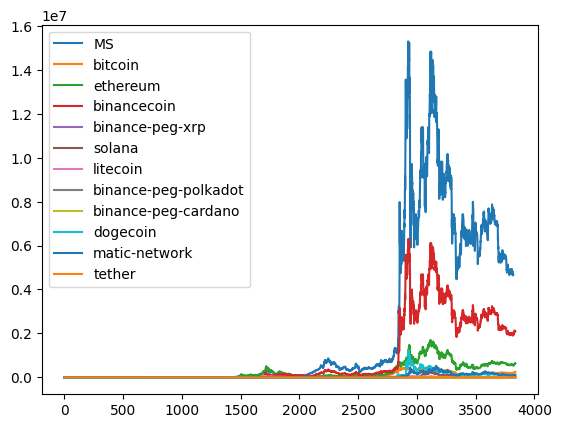 1e7
1.6
1.4
1.2
1.0
0.8
0.6
0.4
0.2
0.0
MS
bitcoin
ethereum
binancecoin
binance-peg-xrp
solana
litecoin
binance-peg-polkadot
binance-peg-cardano
dogecoin
matic-network
tether
0 500 1000 1500 2000 2500 3000 3500 4000